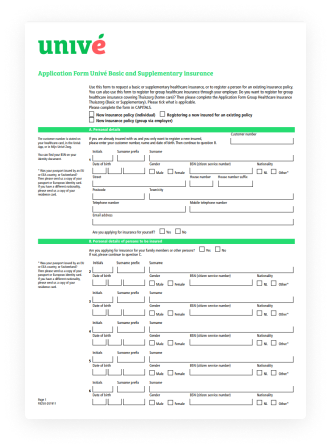 univé
Application Form Univé Basic and Supplementary Insurance
Use this form to request a basic or supplementary healthcare insurance, or to register a person for an existing insurance policy.
You can also use this form to register for group healthcare insurance through your employer. Do you want to register for group
healthcare insurance covering Thuiszorg (home care)? Then please complete the Application Form Group Healthcare Insurance
Thuiszorg (Basic or Supplementary). Please tick what is applicable.
Please complete the form in CAPITALS.
New insurance policy (individual) Registering a new insured for an existing policy
New insurance policy (group via employer)
A. Personal details
Customer number
The customer number is stated on
your healthcare card, in the Univé
App, or in Mijn Univé Zorg.
You can find your BSN on your
identity document.
If you are already insured with us and you only want to register a new insured,
please enter your customer number, name and date of birth. Then continue to question B.
Initials Surname prefix Surname
1
Date of birth Gender BSN (citizen service number) Nationality
Male Female NL Other*
* Was your passport issued by an EU
or EEA country, or Switzerland?
Then please send us a copy of your
passport or European identity card.
If you have a different nationality,
please send us a copy of your
residence card.
Street House number House number suffix
Postcode Town/city
Telephone number Mobile telephone number
Email address
Are you applying for insurance for yourself? Yes No
B. Personal details of persons to be insured
Are you applying for insurance for your family members or other persons? Yes No
If not, please continue to question C.
* Was your passport issued by an EU
or EEA country, or Switzerland?
Then please send us a copy of your
passport or European identity card.
If you have a different nationality,
please send us a copy of your
residence card.
Initials Surname prefix Surname
2
Date of birth Gender BSN (citizen service number) Nationality
Male Female NL Other*
Initials Surname prefix Surname
3
Date of birth Gender BSN (citizen service number) Nationality
Male Female NL Other*
Initials Surname prefix Surname
4
Date of birth Gender BSN (citizen service number) Nationality
Male Female NL Other*
Initials Surname prefix Surname
5
Date of birth Gender BSN (citizen service number) Nationality
Male Female NL Other*
Initials Surname prefix Surname
6
Date of birth Gender BSN (citizen service number) Nationality
Male Female NL Other*
Page 1